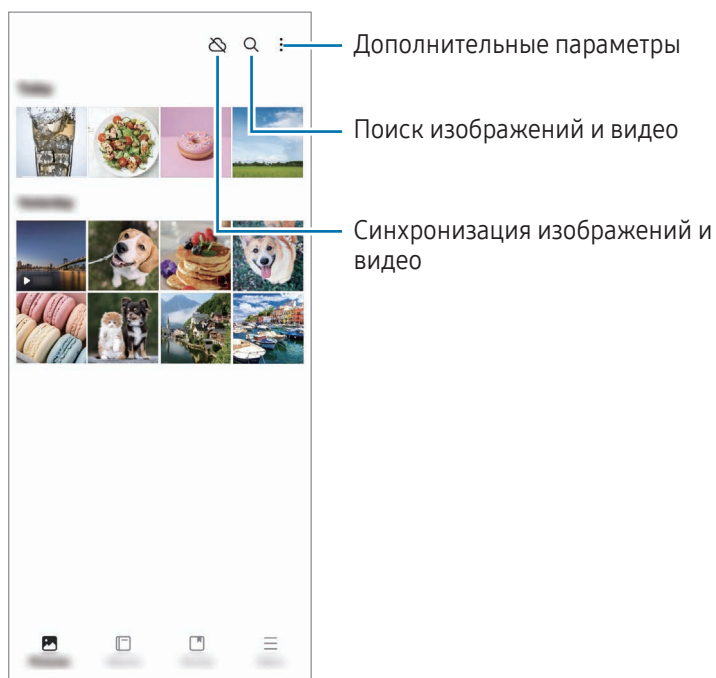 Дополнительные параметры
Поиск изображений и видео
Синхронизация изображений и
видео